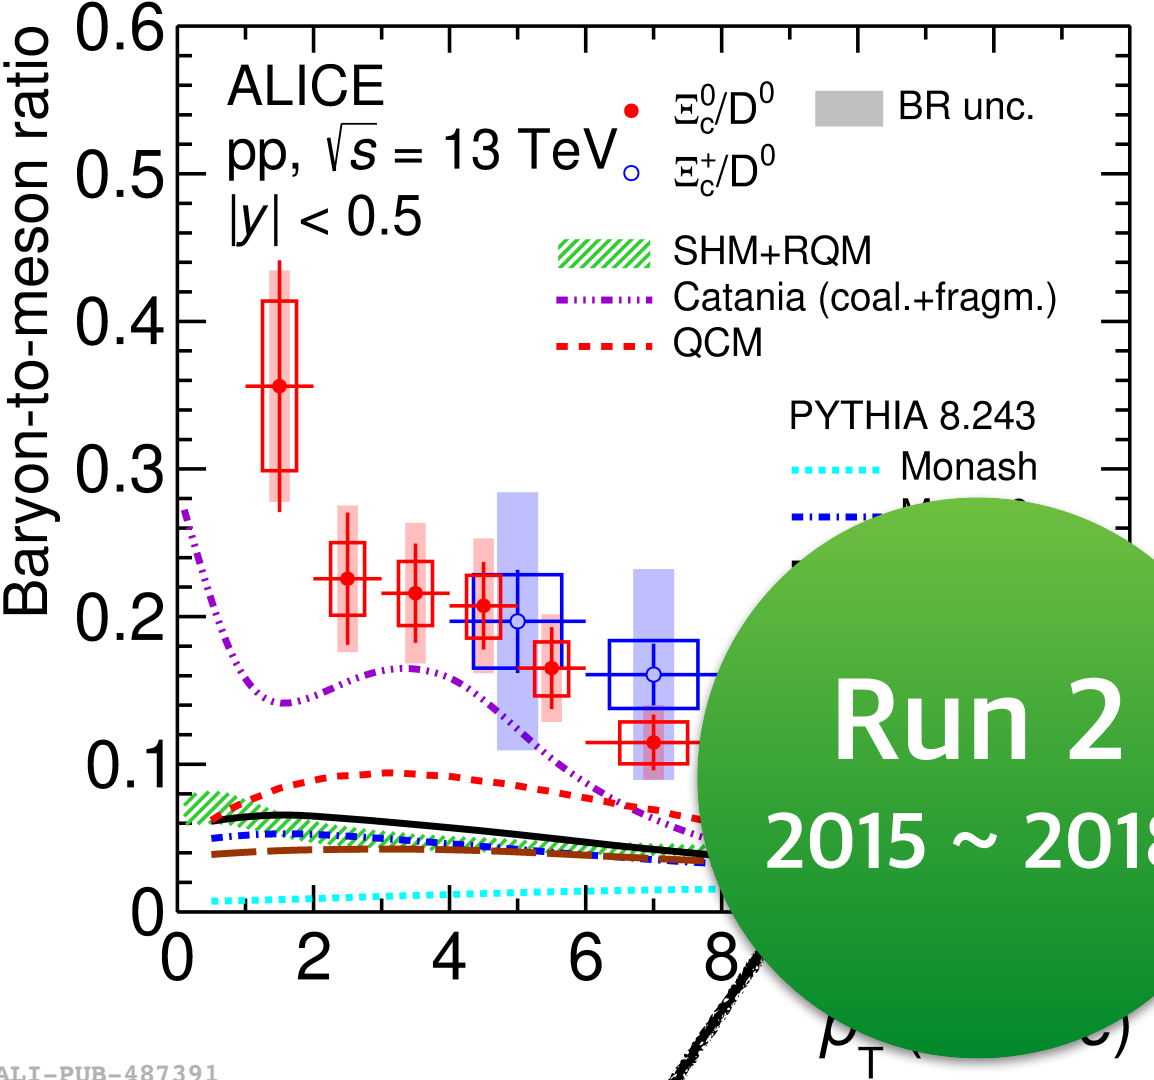 0.6
0.5
0.4
0.3
0.2
0.1
0
Baryon-to-meson ratio
ALICE
pp, √s = 13 TeV
|y| < 0.5
Ξc0/D0
BR unc.
Ξc+/D0
SHM+RQM
Catania (coal.+fragm.)
QCM
PYTHIA 8.243
Monash
Run 2
2015 ~ 2018
0 2 4 6 8
pT (
c)
ALI-PUB-487391